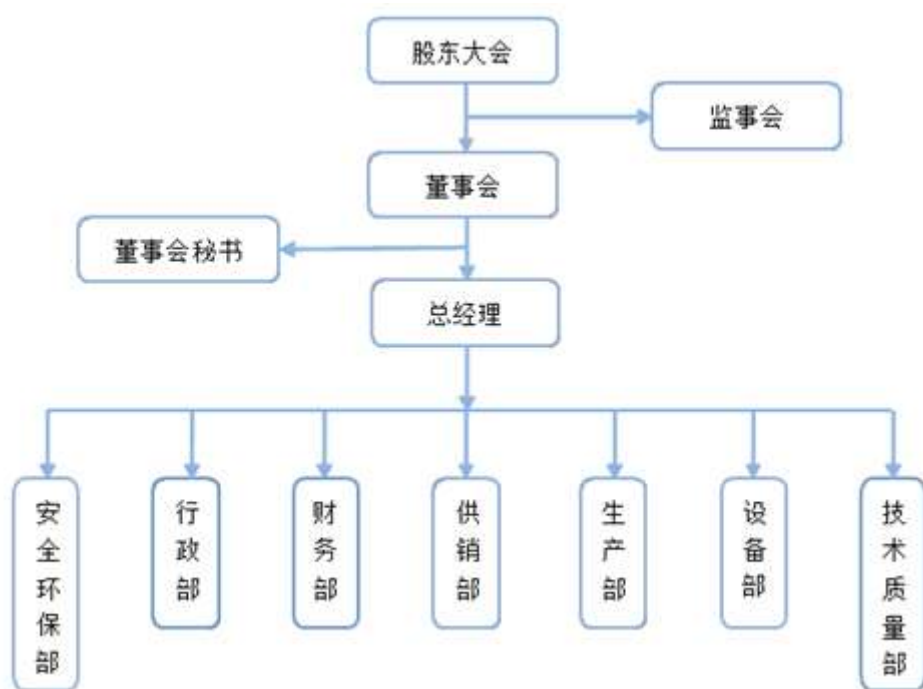 股东大会
监事会
董事会
董事会秘书
总经理
安全环保部
行政部
财务部
供销部
生产部
设备部
技术质量部